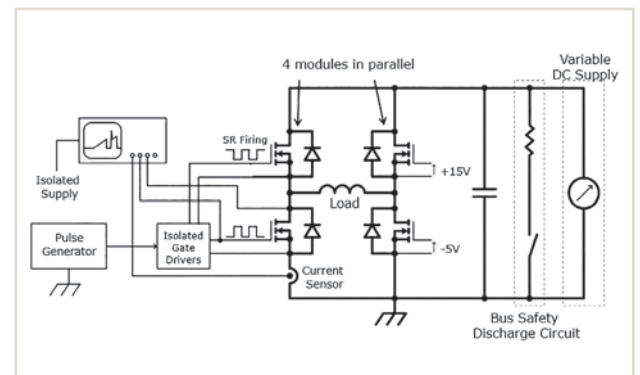 4 modules in parallel
Variable
DC Supply
SR Firing
Isolated
Supply
+15V
Load
Pulse
Generator
Isolated
Gate
Drivers
-5V
Current
Sensor
Bus Safety
Discharge Circuit